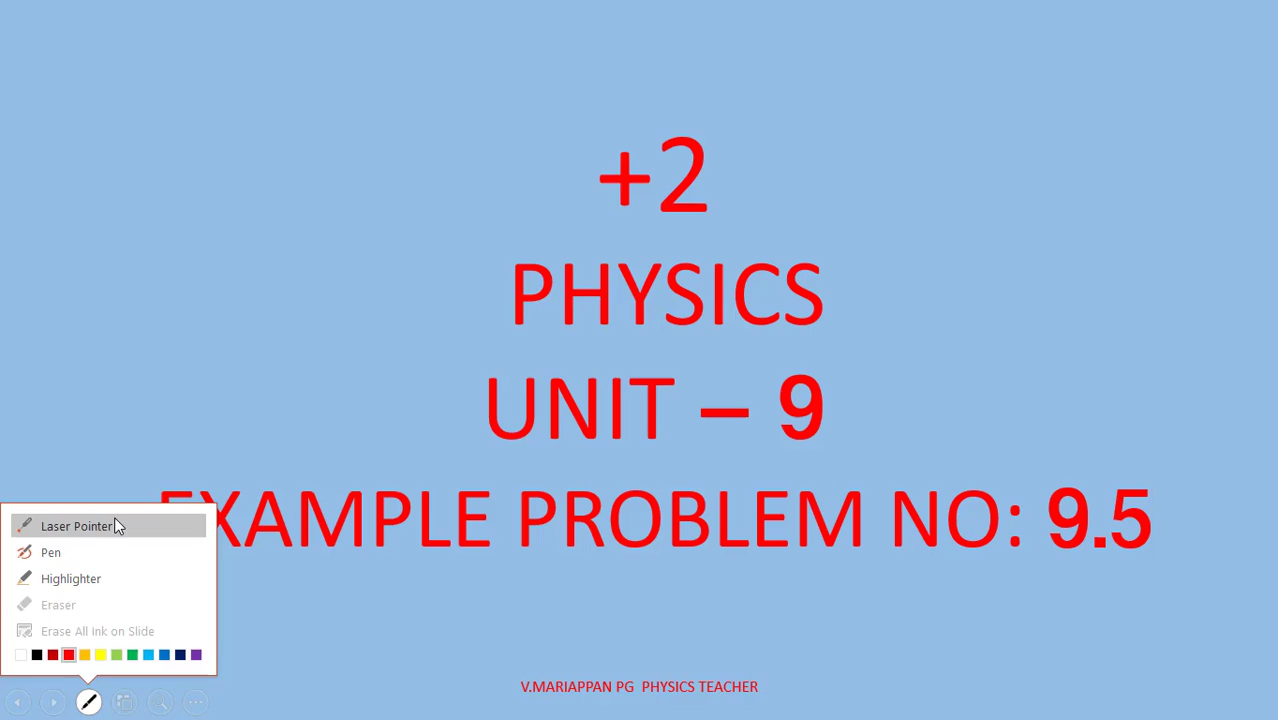 +2
PHYSICS
UNIT – 9
EXAMPLE PROBLEM NO: 9.5
Laser Pointer
Pen
Highlighter
Eraser
Erase All Ink on Slide
V.MARIAPPAN PG PHYSICS TEACHER